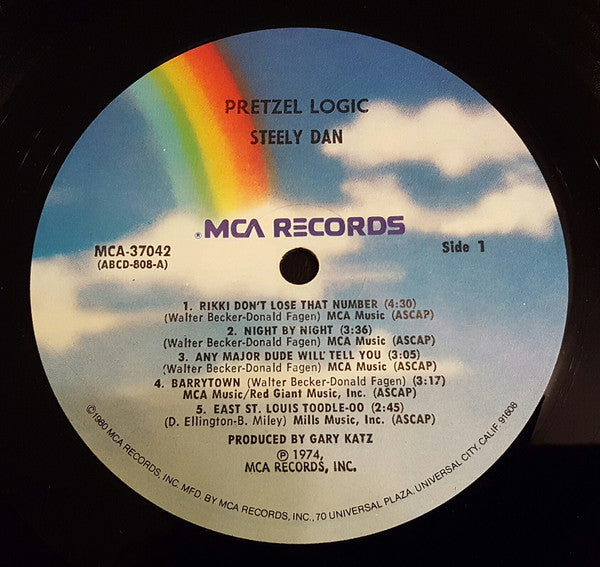 PRETZEL LOGIC
STEELY DAN
®MCA RECORDS
MCA-37042
(ABCD-808-A)
Side 1
1. RIKKI DON'T LOSE THAT NUMBER (4:30)
(Walter Becker-Donald Fagen) MCA Music (ASCAP)
2. NIGHT BY NIGHT (3:36)
(Walter Becker-Donald Fagen) MCA Music (ASCAP)
3. ANY MAJOR DUDE WILL TELL YOU (3:05)
(Walter Becker-Donald Fagen) MCA Music (ASCAP)
4. BARRYTOWN (Walter Becker-Donald Fagen) (3:17)
MCA Music/Red Giant Music, Inc. (ASCAP)
5. EAST ST. LOUIS TOODLE-OO (2:45)
(D. Ellington-B. Miley) Mills Music, Inc. (ASCAP)
PRODUCED BY GARY KATZ
℗ 1974,
MCA RECORDS, INC.
©1980 MCA RECORDS, INC. MFD. BY MCA RECORDS, INC., 70 UNIVERSAL PLAZA, UNIVERSAL CITY, CALIF. 91608